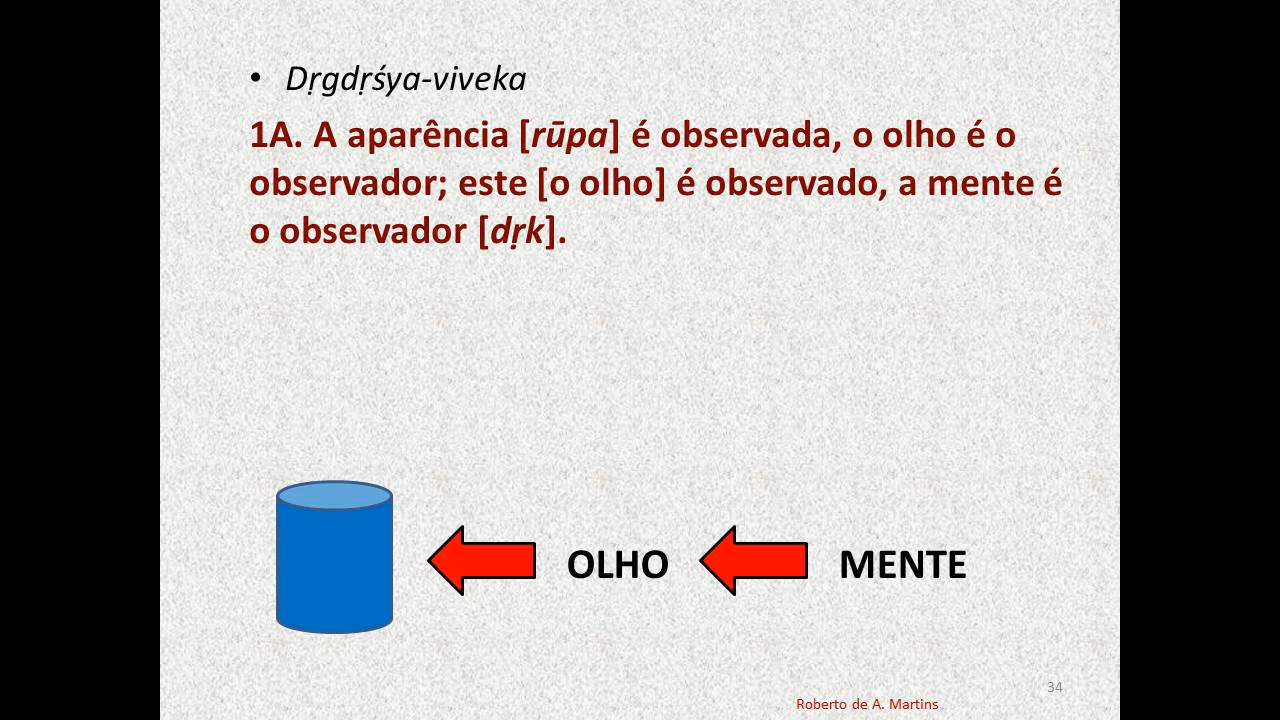 • Dṛgdṛśya-viveka
1A. A aparência [rūpa] é observada, o olho é o
observador; este [o olho] é observado, a mente é
o observador [dṛk].
OLHO MENTE
34
Roberto de A. Martins